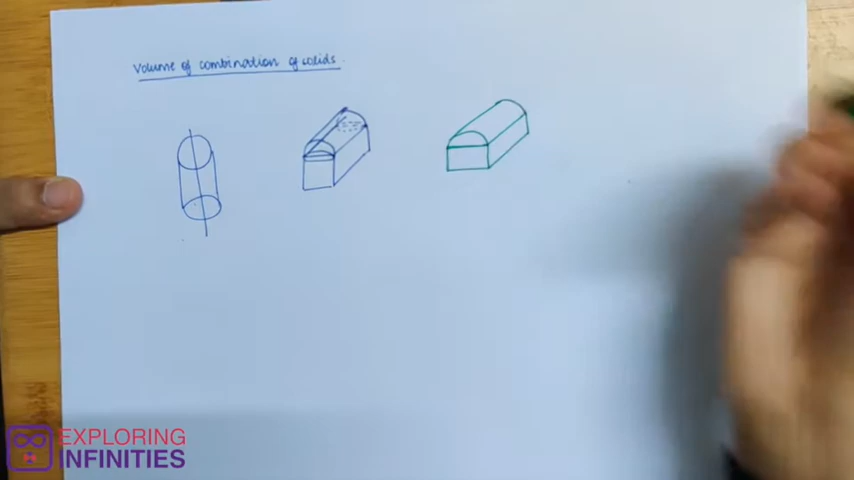 Volume of combination of solids.
EXPLORING
INFINITIES